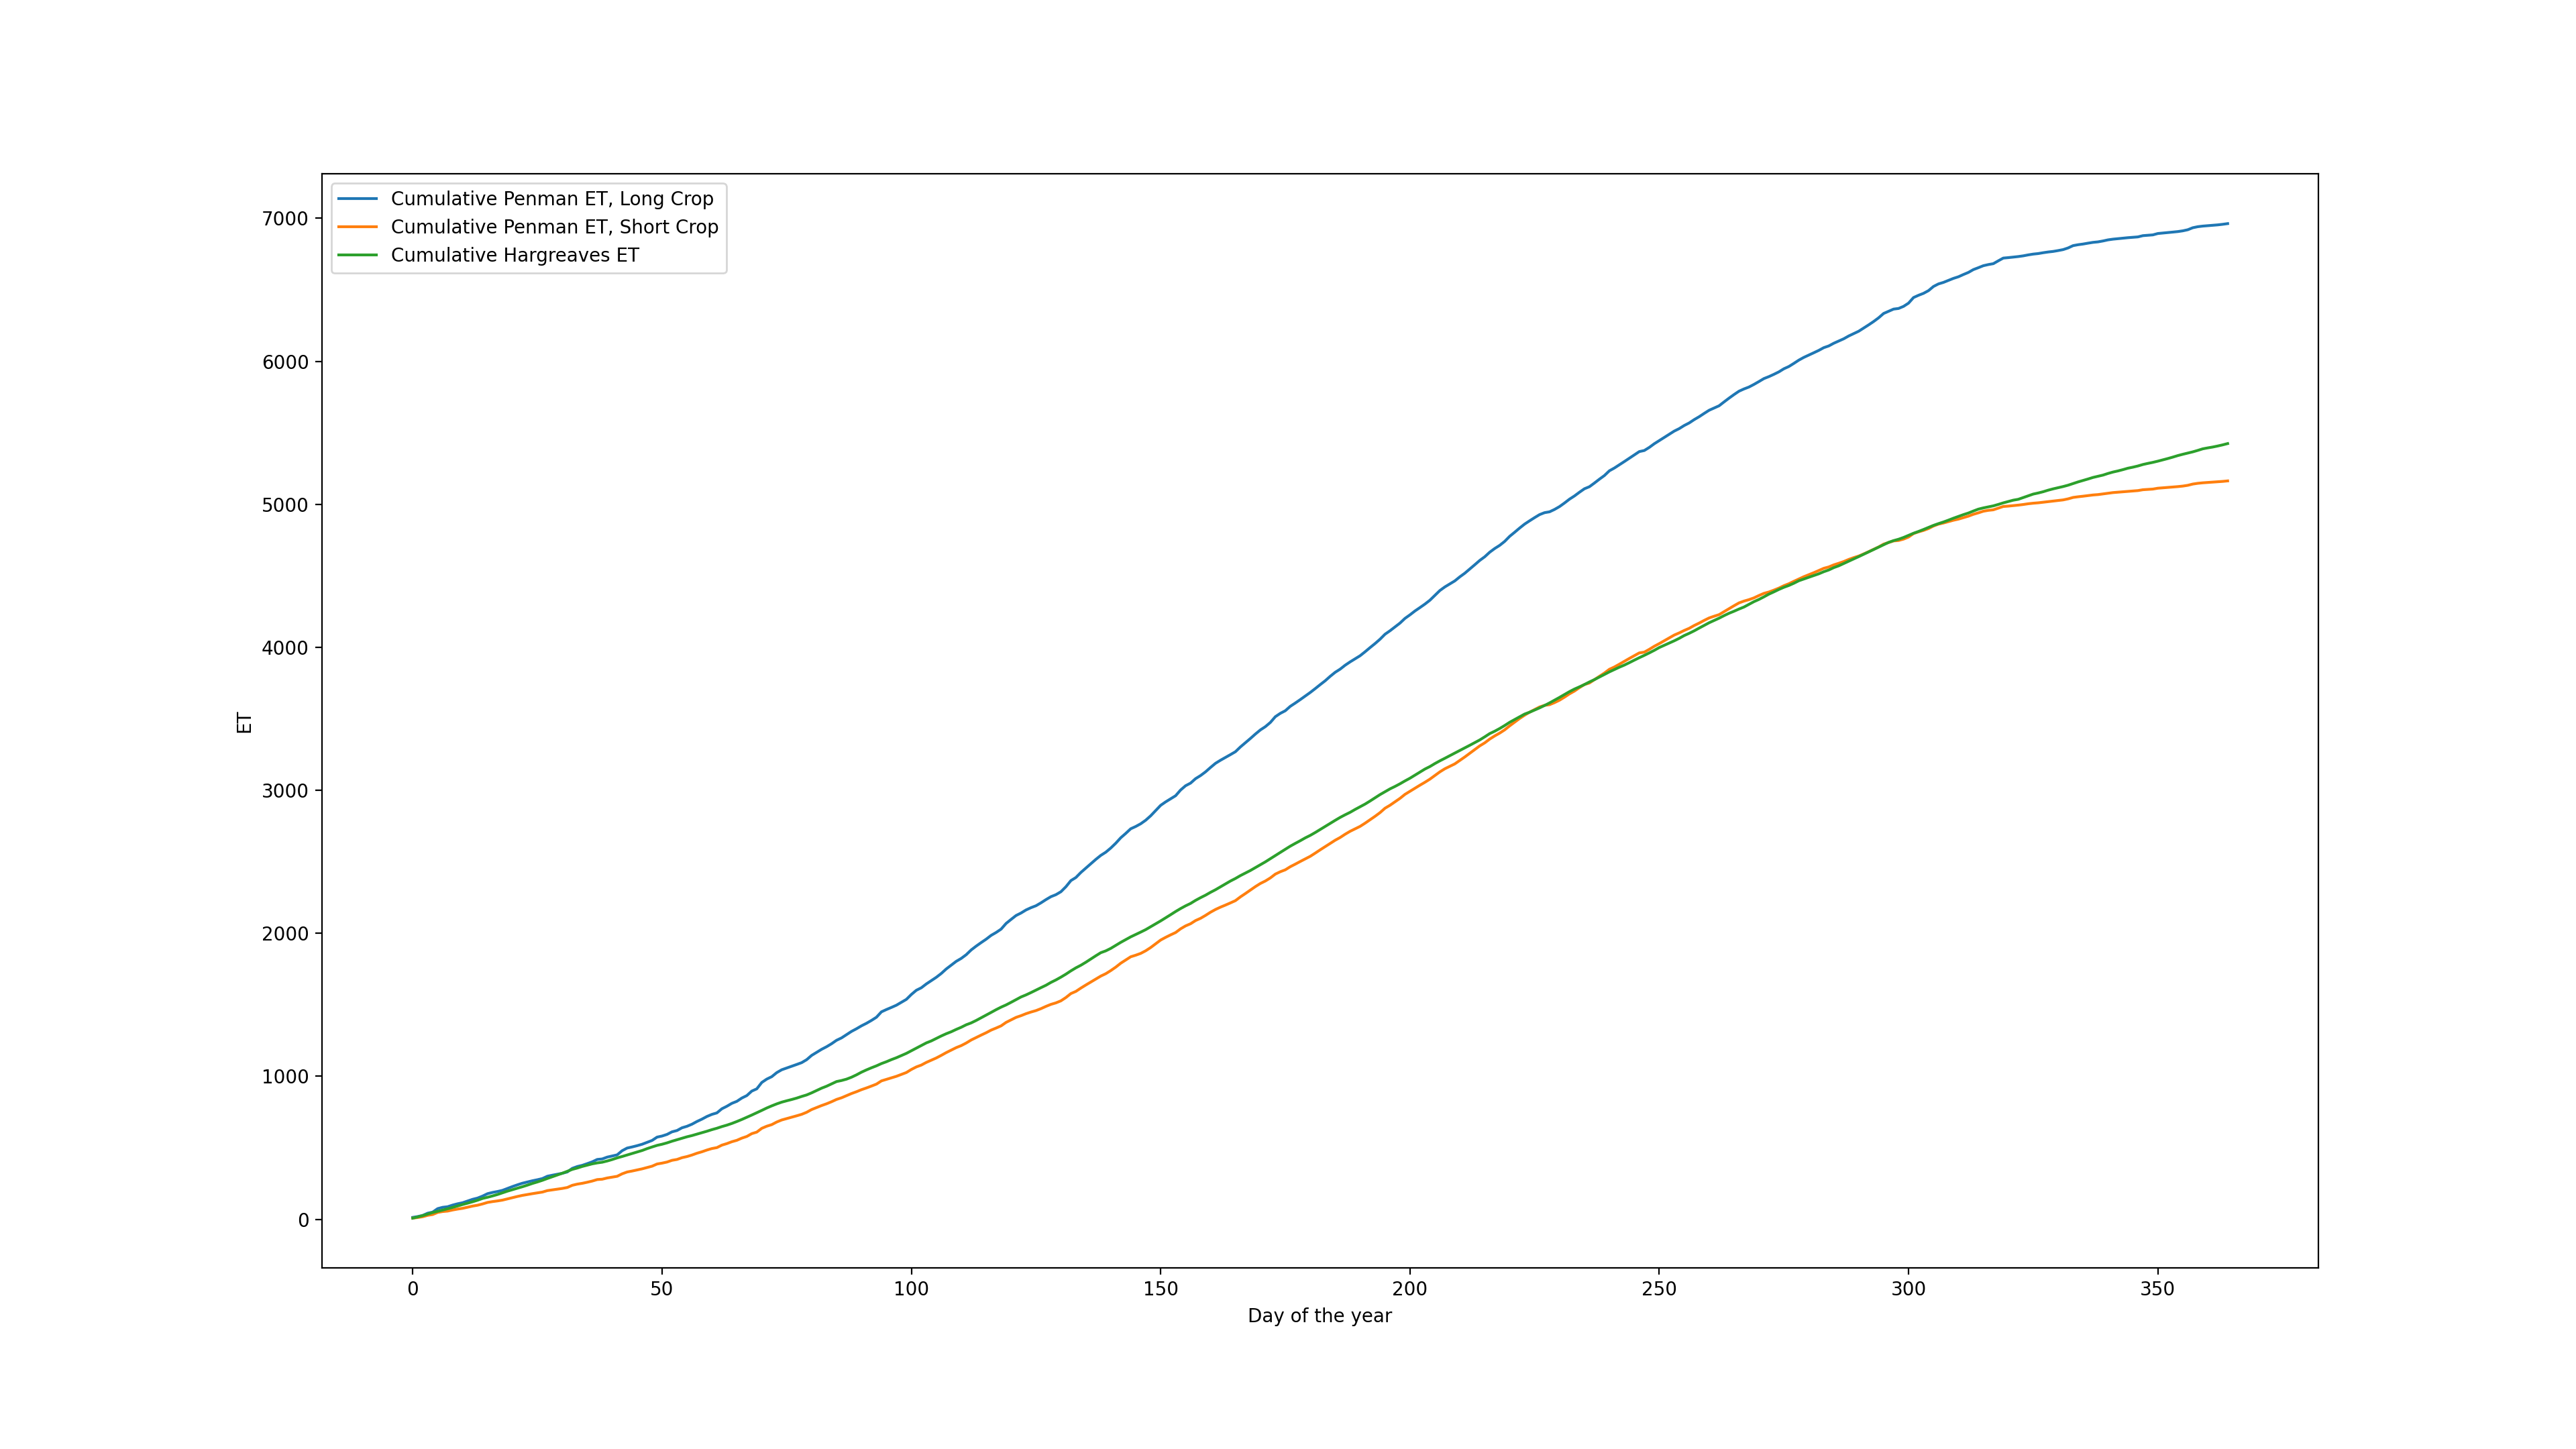 Cumulative Penman ET, Long Crop
Cumulative Penman ET, Short Crop
Cumulative Hargreaves ET
7000
6000
5000
4000
3000
2000
1000
0
ET
0 50 100 150 200 250 300 350
Day of the year